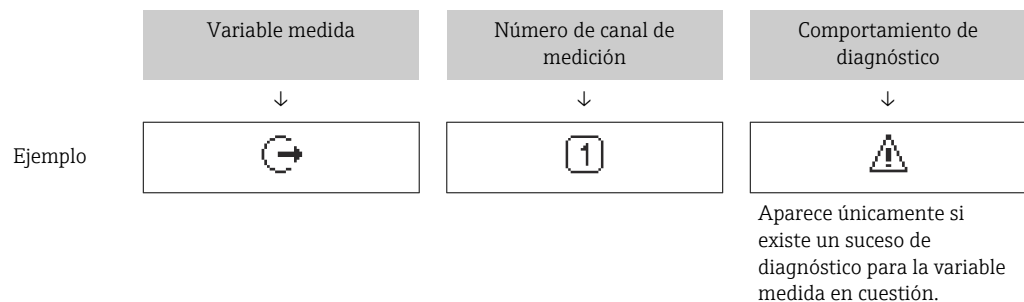 Variable medida
Número de canal de
medición
Comportamiento de
diagnóstico
↓ ↓ ↓
Ejemplo
1
Aparece únicamente si
existe un suceso de
diagnóstico para la variable
medida en cuestión.